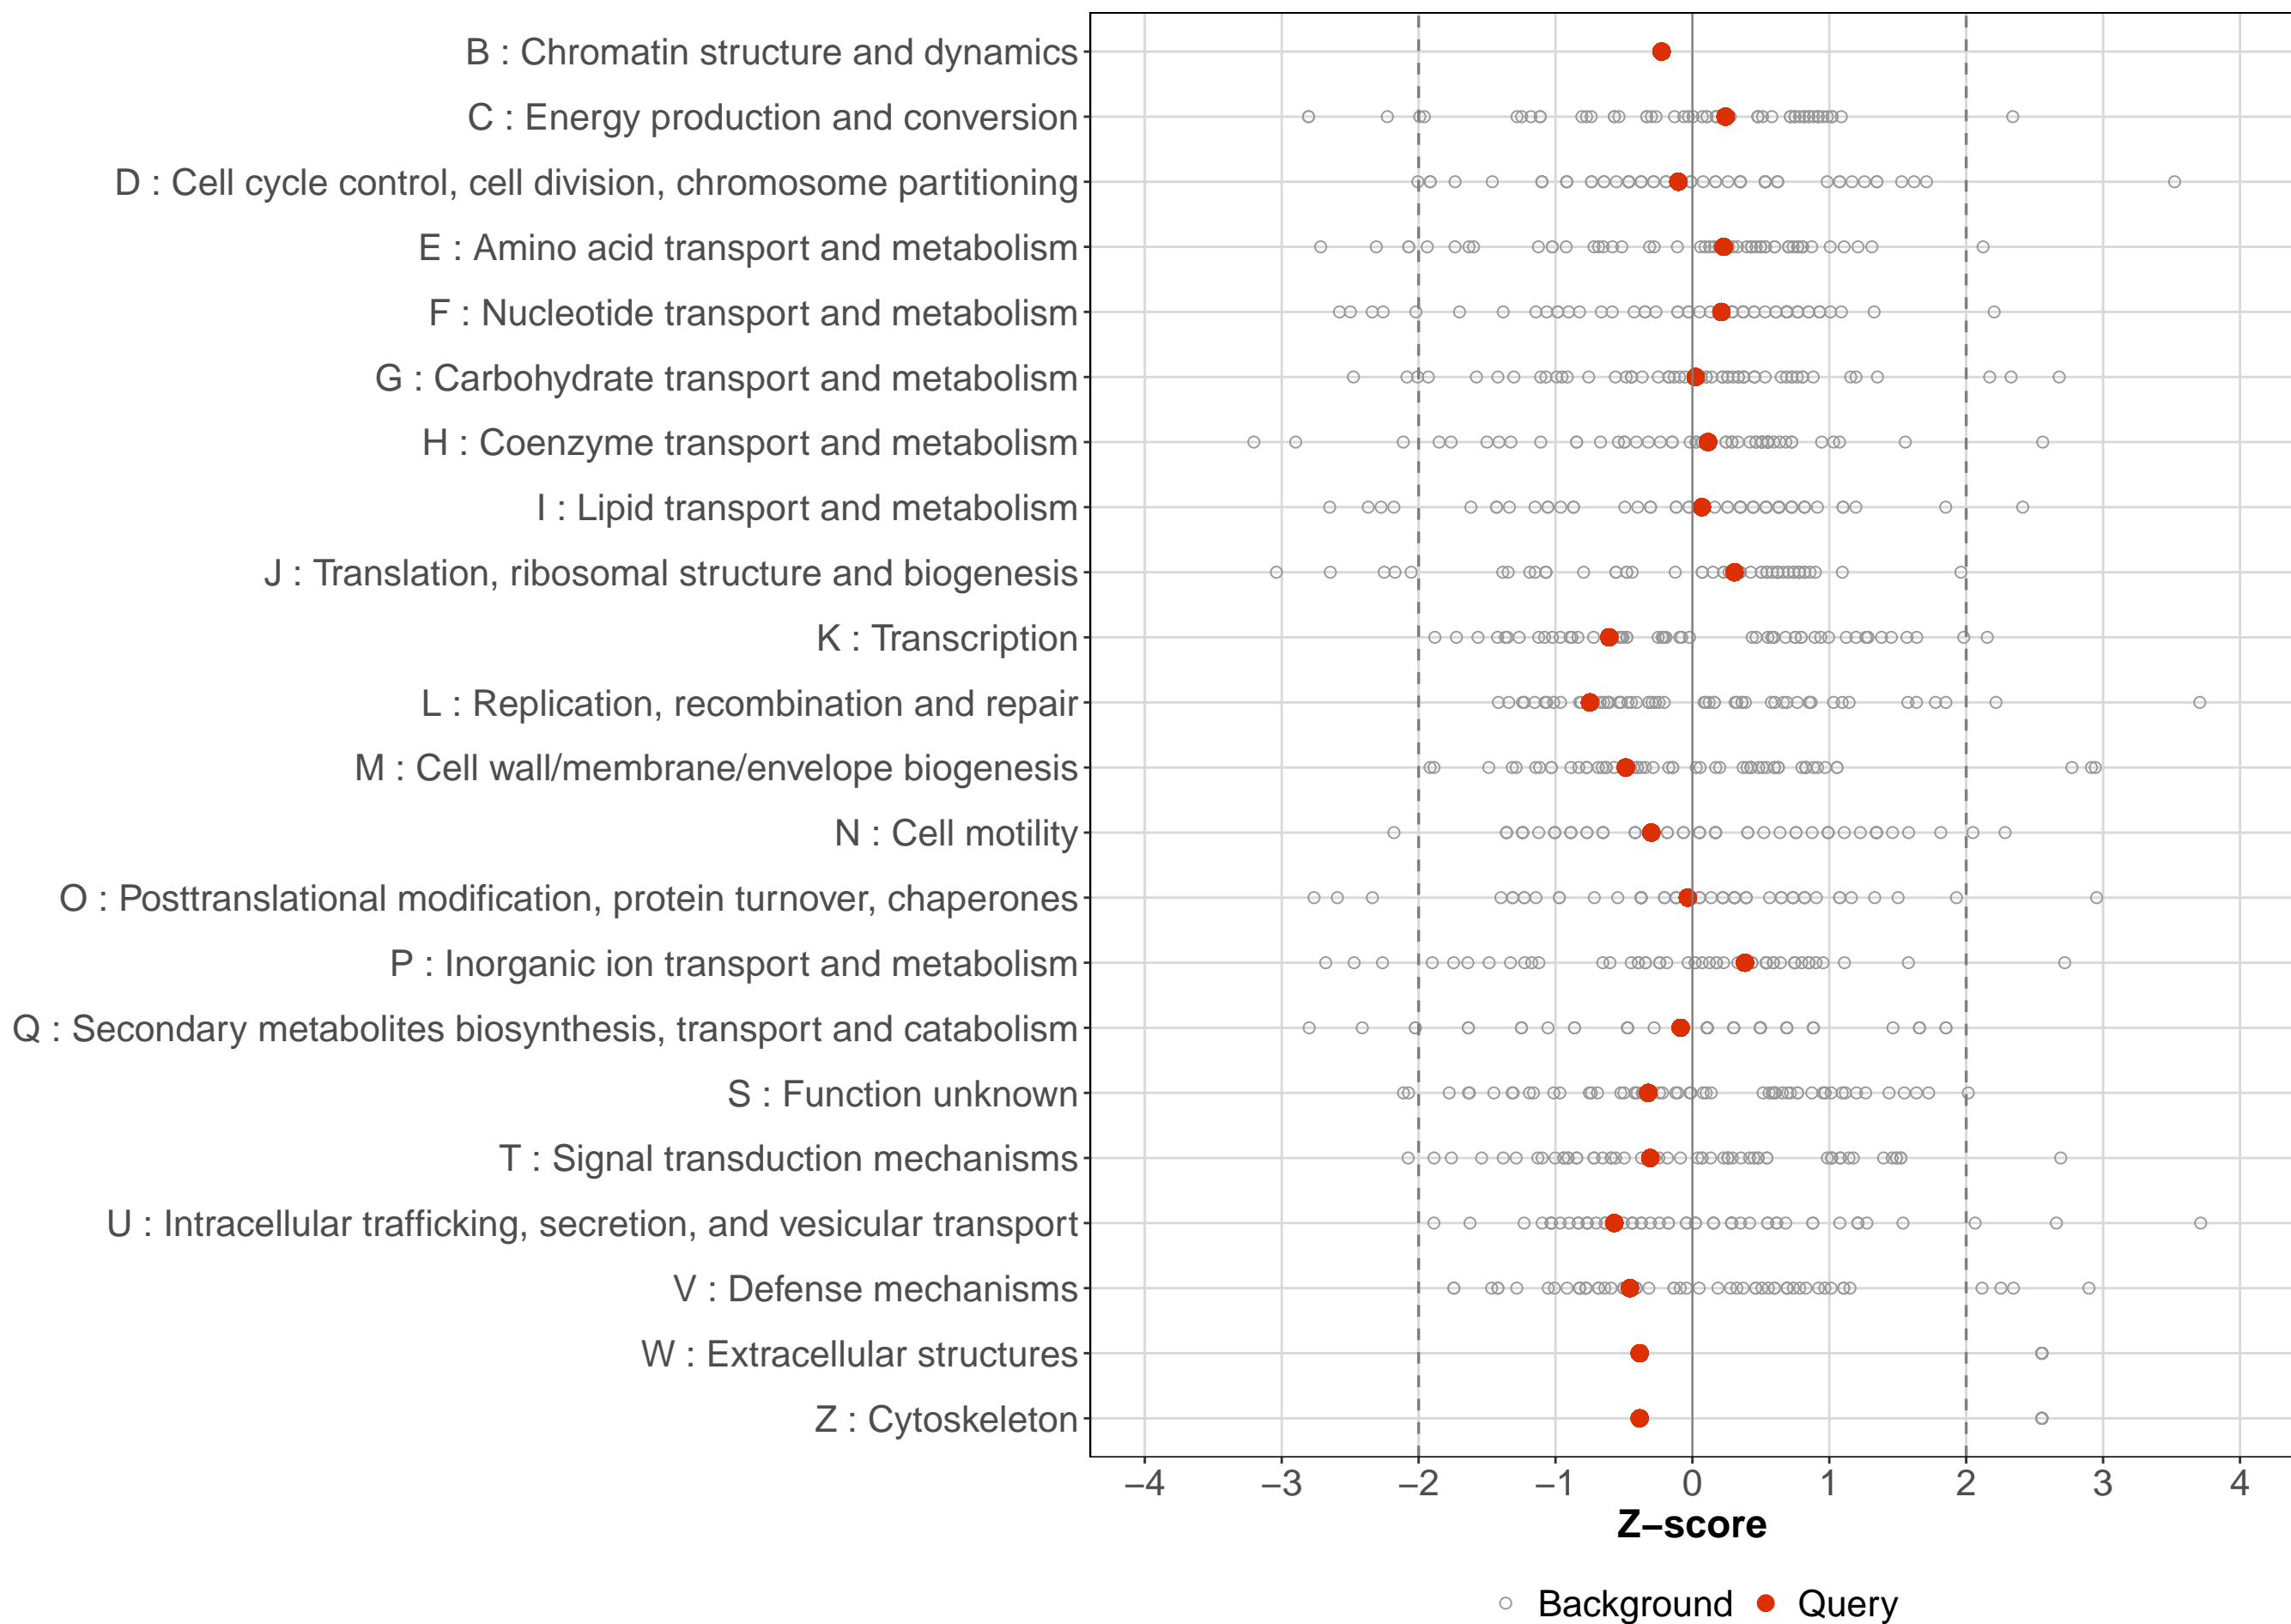 B : Chromatin structure and dynamics
C : Energy production and conversion
D : Cell cycle control, cell division, chromosome partitioning
E : Amino acid transport and metabolism
F : Nucleotide transport and metabolism
G : Carbohydrate transport and metabolism
H : Coenzyme transport and metabolism
I : Lipid transport and metabolism
J : Translation, ribosomal structure and biogenesis
K : Transcription
L : Replication, recombination and repair
M : Cell wall/membrane/envelope biogenesis
N : Cell motility
O : Posttranslational modification, protein turnover, chaperones
P : Inorganic ion transport and metabolism
Q : Secondary metabolites biosynthesis, transport and catabolism
S : Function unknown
T : Signal transduction mechanisms
U : Intracellular trafficking, secretion, and vesicular transport
V : Defense mechanisms
W : Extracellular structures
Z : Cytoskeleton
−4 −3 −2 −1 0 1 2 3 4
Z−score
Background Query